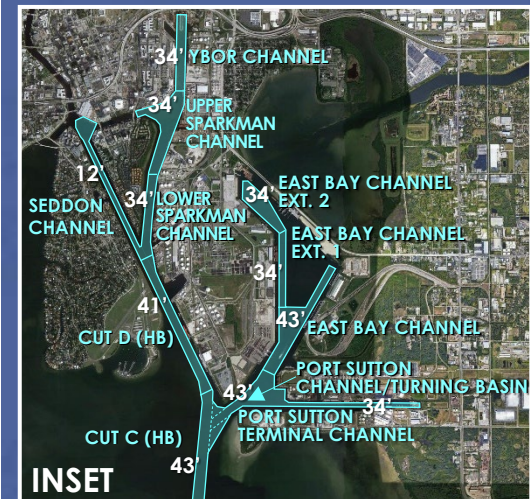 34' YBOR CHANNEL
34' UPPER
SPARKMAN
CHANNEL
12'
SEDDON
CHANNEL
34' LOWER
SPARKMAN
CHANNEL
34' EAST BAY CHANNEL
EXT. 2
EAST BAY CHANNEL
EXT. 1
34'
41'
CUT D (HB)
43' EAST BAY CHANNEL
PORT SUTTON
CHANNEL/TURNING BASIN
43'
34'
PORT SUTTON
TERMINAL CHANNEL
CUT C (HB)
43'
INSET